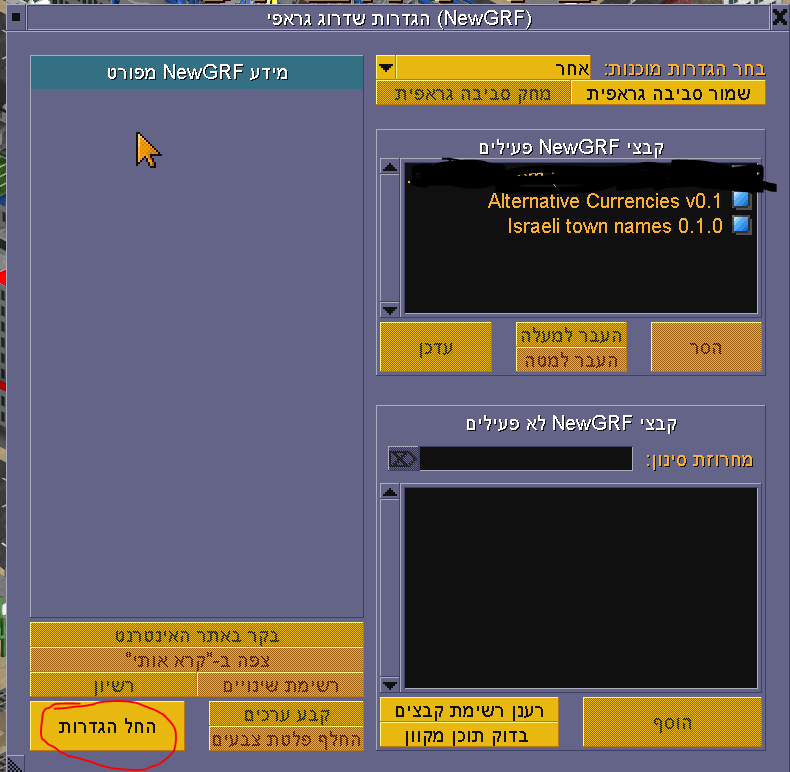 הגדרות שדרוג גראפי (NewGRF)
בחר הגדרות מוכנות:
אחר
שמור סביבה גראפית
מחק סביבה גראפית
קבצי NewGRF פעילים
Alternative Currencies v0.1
Israeli town names 0.1.0
הסר
העבר למעלה
העבר למטה
עדכן
קבצי NewGRF לא פעילים
מחרוזת סינון:
רענן רשימת קבצים
בדוק תוכן מקוון
הוסף
מידע NewGRF מפורט
בקר באתר האינטרנט
צפה ב-"קרא אותי"
רשימת שינויים
רשיון
קבע ערכים
החלף פלטת צבעים
החל הגדרות